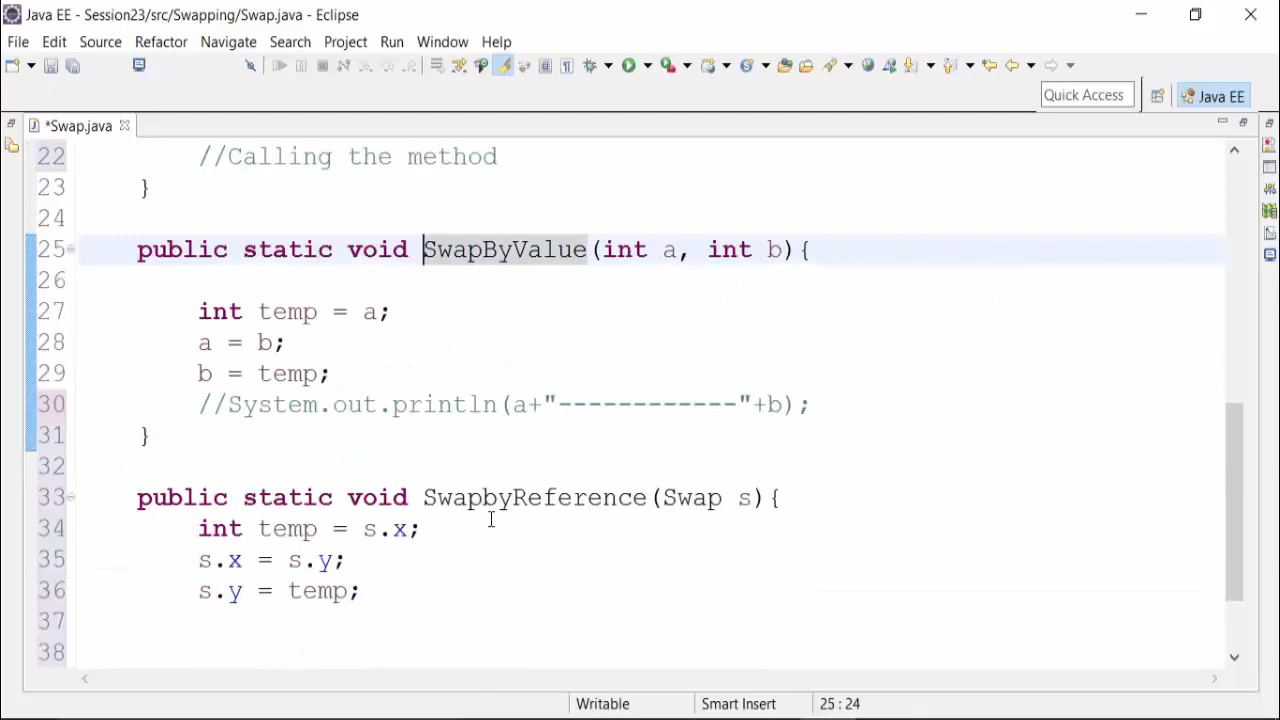 Java EE - Session23/src/Swapping/Swap.java - Eclipse
File Edit Source Refactor Navigate Search Project Run Window Help
Quick Access Java EE
*Swap.java
22 //Calling the method
23 }
24
25 public static void SwapByValue(int a, int b){
26
27 int temp = a;
28 a = b;
29 b = temp;
30 //System.out.println(a+"------------"+b);
31 }
32
33 public static void SwapbyReference(Swap s){
34 int temp = s.x;
35 s.x = s.y;
36 s.y = temp;
37
38
Writable Smart Insert 25 : 24